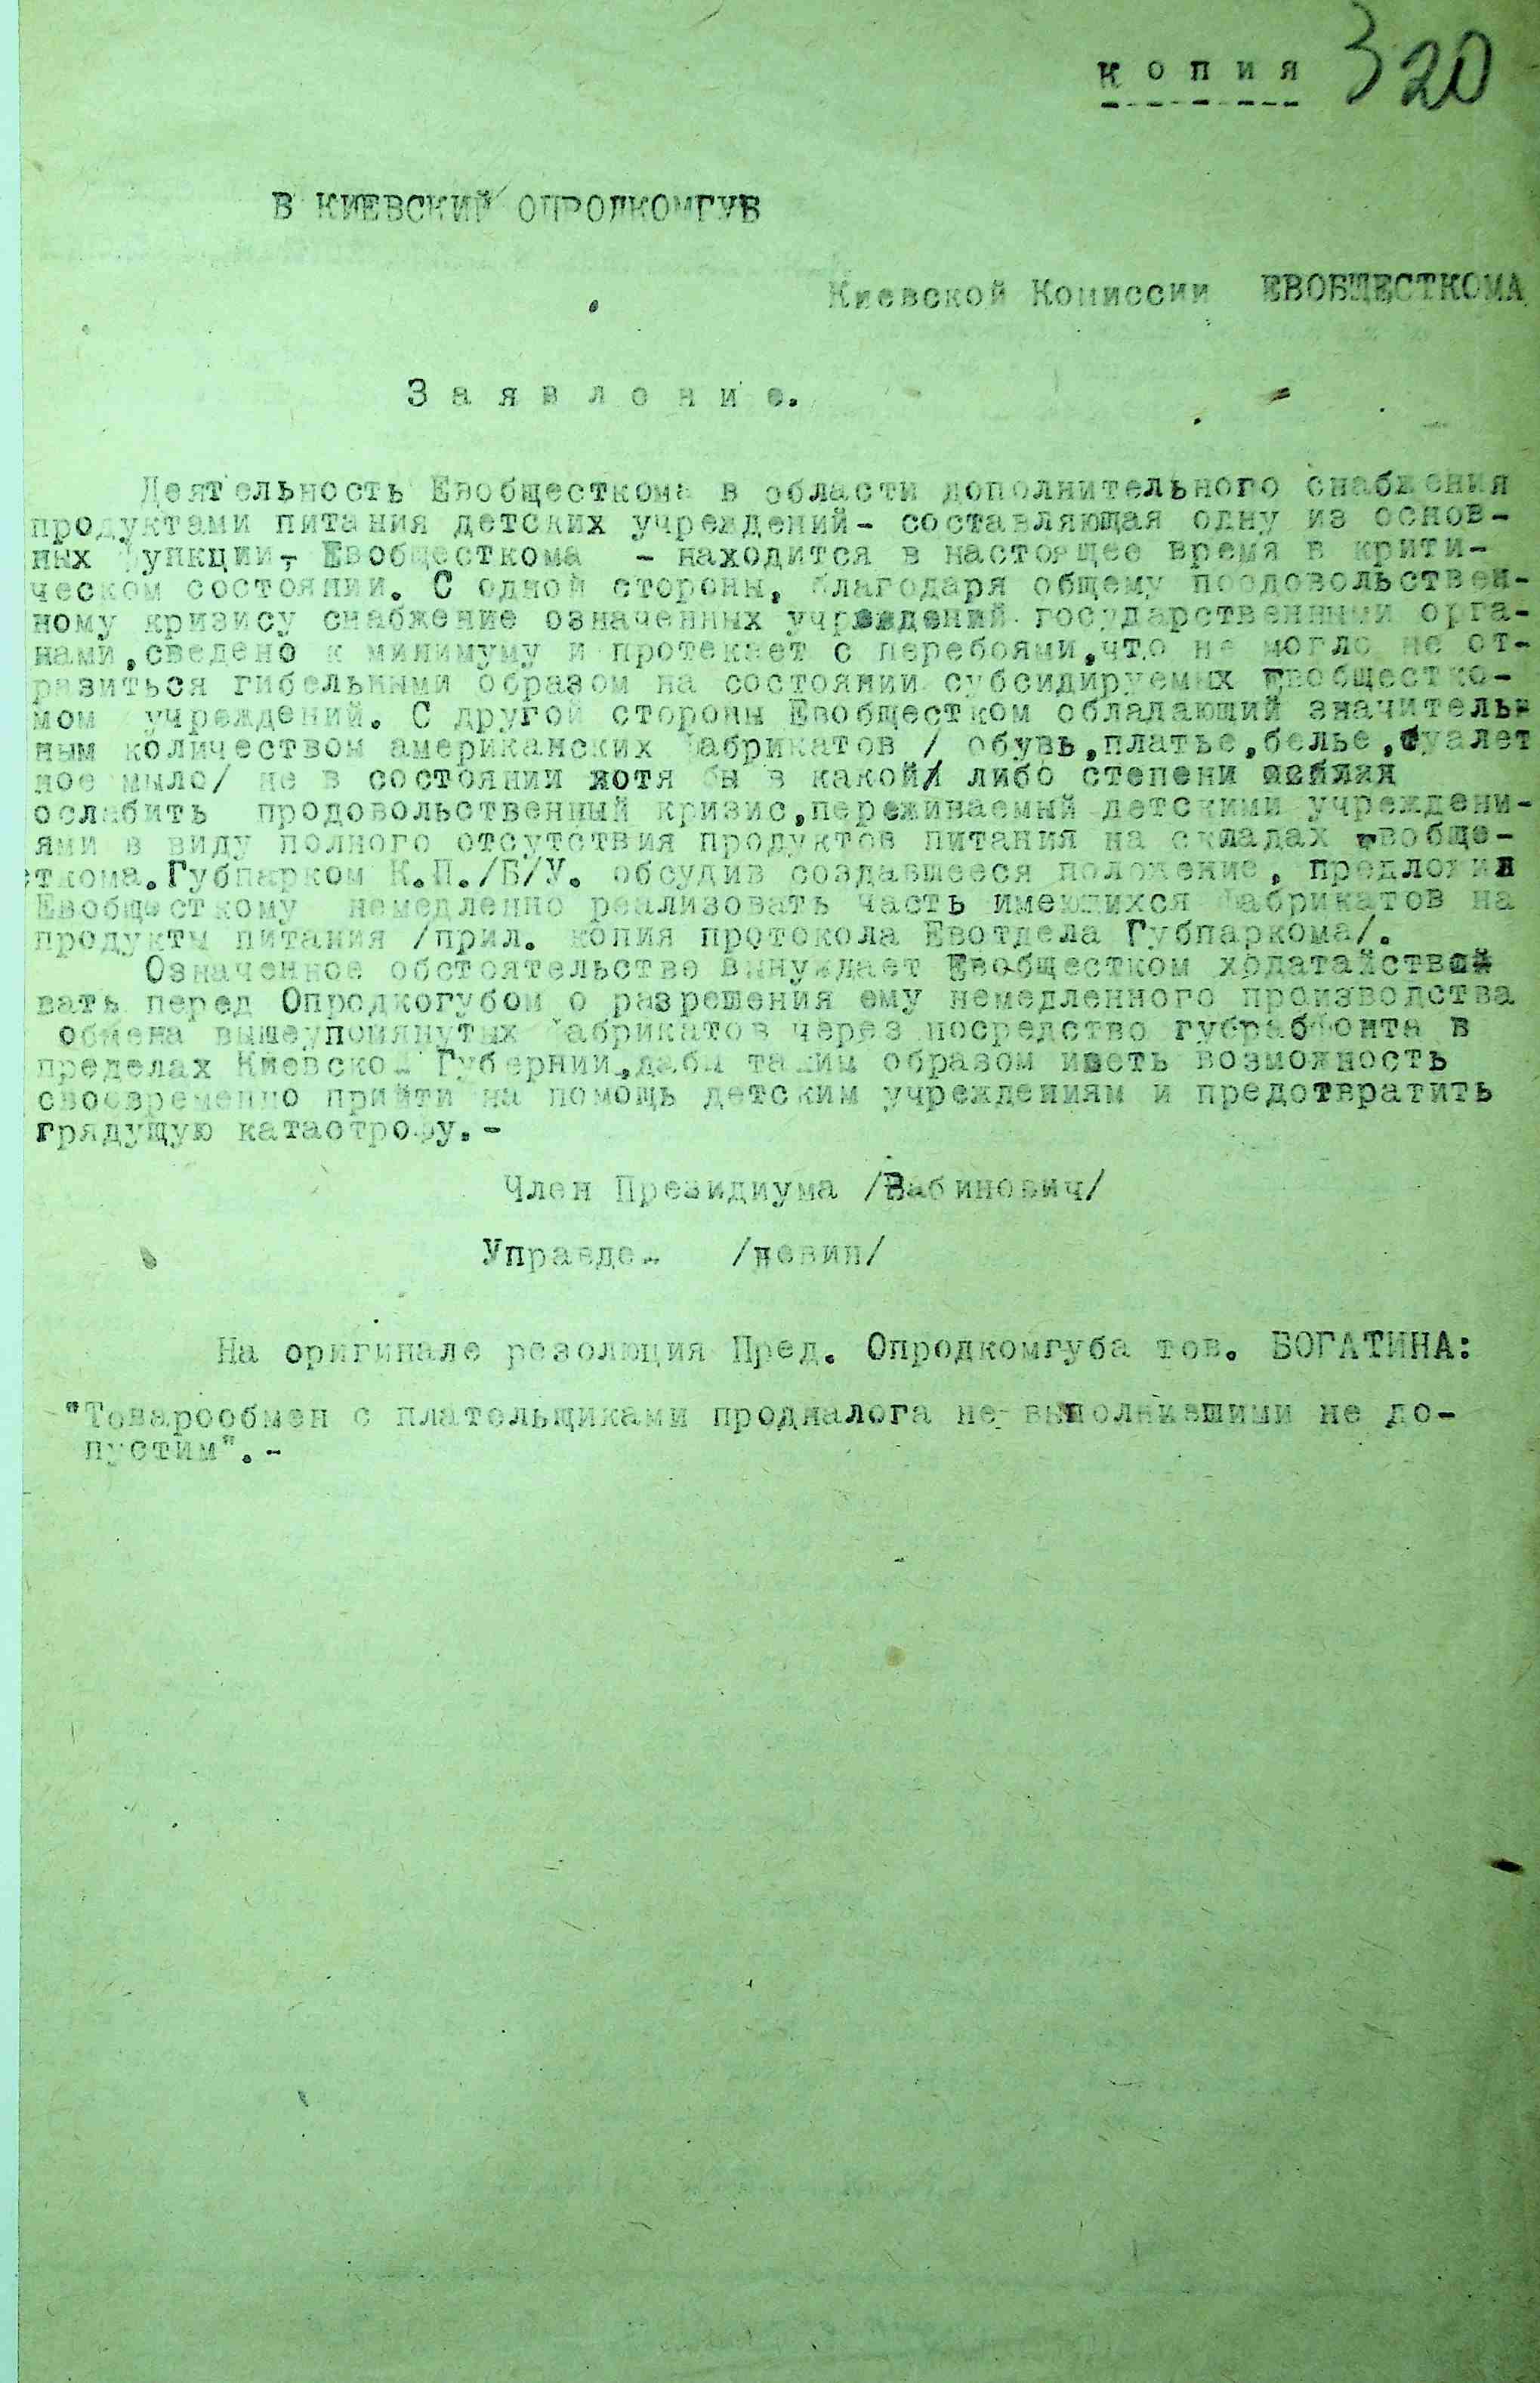 к о п и я 320
В КИЕВСКИЙ ОПРОДКОМГУБ
Киевской Комиссии ЕВОБЩЕСТКОМА
З а я в л е н и е.
Деятельность Евобщесткома в области дополнительного снабжения
продуктами питания детских учреждений- составляющая одну из основ-
ных функции- Евобщесткома - находится в настоящее время в крити-
ческом состоянии. С одной стороны, благодаря общему поодовольствен-
ному кризису снабжение означенных учреждений государственными орга-
нами,сведено к минимуму и протекает с перебоями,что не могло не от-
разиться гибельными образом на состоянии субсидируемых Евобщестко-
мом учреждений. С другой стороны Евобщестком обладающий значитель-
ным количеством американских фабрикатов / обувь,платье,белье,туалет
ное мыло/ не в состоянии хотя бы в какой/ либо степени
ослабить продовольственный кризис,переживаемый детскими учреждени-
ями в виду полного отсутствия продуктов питания на складах Евобще-
сткома.Губпарком К.П./Б/У. обсудив создавшееся положение, предложил
Евобщесткому немедленно реализовать часть имеющихся фабрикатов на
продукты питания /прил. копия протокола Евотдела Губпаркома/.
Означенное обстоятельство вынуждает Евобщестком ходатайство
вать перед Опродкогубом о разрешения ему немедленного производства
обмена вышеупомянутых фабрикатов через посредство губрабфонта в
пределах Киевской Губернии,дабы таким образом иметь возможность
своевременно прийти на помощь детским учреждениям и предотвратить
грядущую катастрофу.-
Член Президиума /Рабинович/
Управдел /Левин/
На оригинале резолюция Пред. Опродкомгуба тов. БОГАТИНА:
"Товарообмен с плательщиками продналога не выполнившими не до-
пустим".-